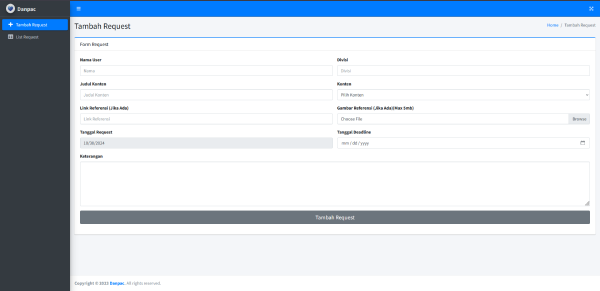 Danpac
Tambah Request
List Request
Tambah Request
Home / Tambah Request
Form Request
Nama User
Nama
Divisi
Divisi
Judul Konten
Judul Konten
Konten
Pilih Konten
Link Referensi (Jika Ada)
Link Referensi
Gambar Referensi (Jika Ada)(Max 5mb)
Choose File
Browse
Tanggal Request
10/30/2024
Tanggal Deadline
mm/dd/yyyy
Keterangan
Tambah Request
Copyright © 2023 Danpac. All rights reserved.